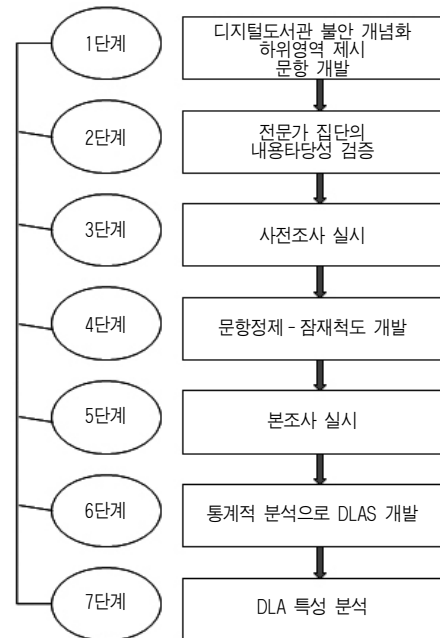 1단계
디지털도서관 불안 개념화
하위영역 제시
문항 개발
2단계
전문가 집단의
내용타당성 검증
3단계
사전조사 실시
4단계
문항정제 - 잠재척도 개발
5단계
본조사 실시
6단계
통계적 분석으로 DLAS 개발
7단계
DLA 특성 분석